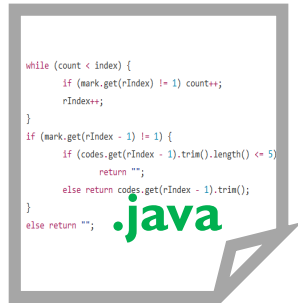 while (count < index) {
if (mark.get(rIndex) != 1) count++;
rIndex++;
}
if (mark.get(rIndex - 1) != 1) {
if (codes.get(rIndex - 1).trim().length() <= 5)
return "";
else return codes.get(rIndex - 1).trim();
}
else return "";
.java